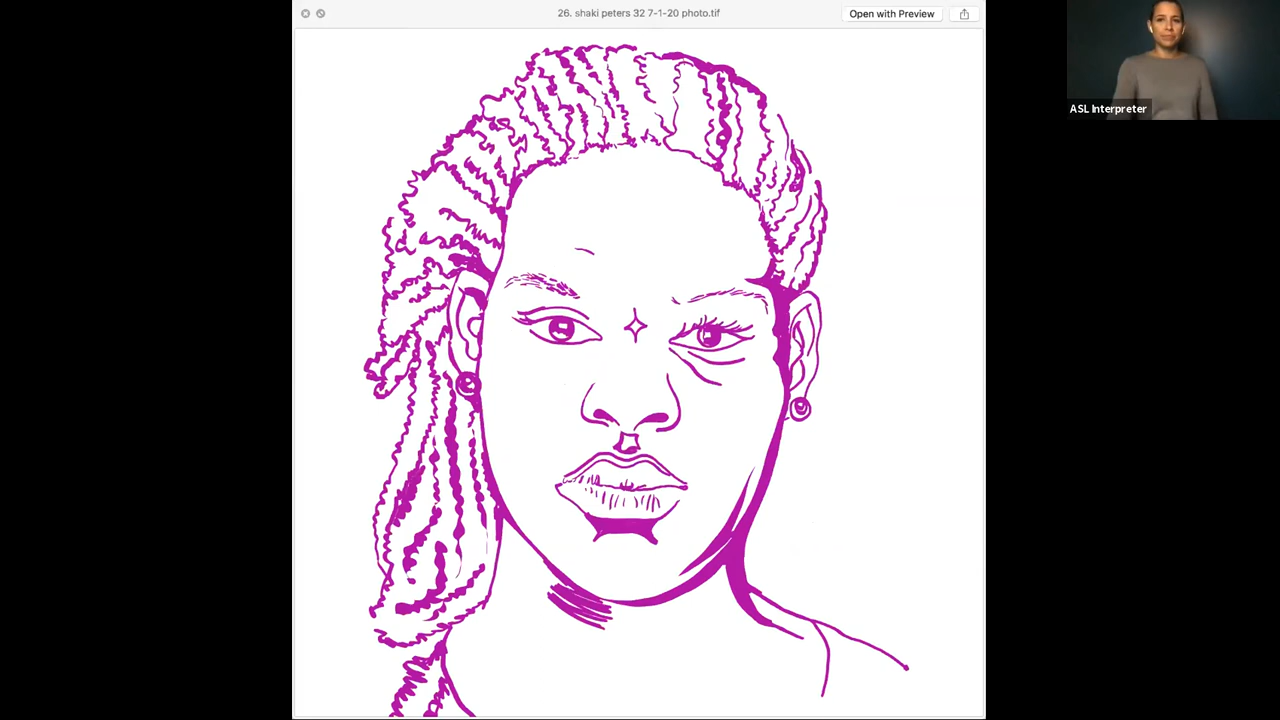 26. shaki peters 32 7-1-20 photo.tif
Open with Preview
ASL Interpreter